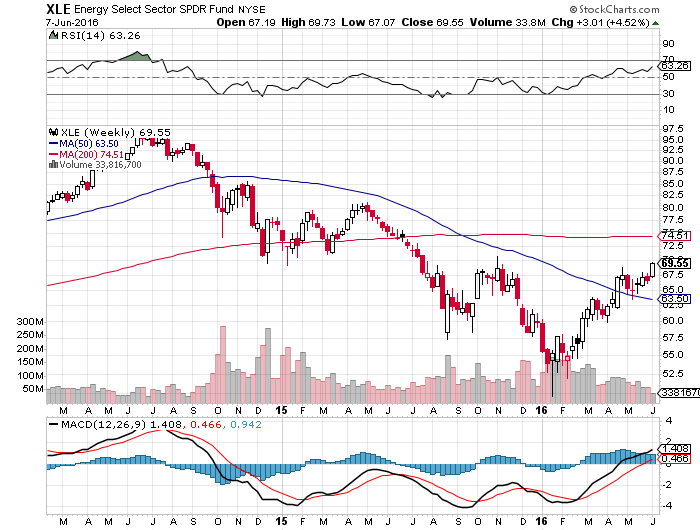 XLE Energy Select Sector SPDR Fund NYSE © StockCharts.com
7-Jun-2016 Open 67.19 High 69.73 Low 67.07 Close 69.55 Volume 33.8M Chg +3.01 (+4.52%)
RSI(14) 63.26
90
70
63.26
50
30
10
XLE (Weekly) 69.55
MA(50) 63.50
MA(200) 74.51
Volume 33,816,700
97.5
95.0
92.5
90.0
87.5
85.0
82.5
80.0
77.5
75.0
74.51
72.5
69.55
67.5
65.0
63.50
62.5
60.0
57.5
55.0
52.5
33816700
300M
250M
200M
150M
100M
50M
M A M J J A S O N D 15 F M A M J J A S O N D 16 F M A M J
MACD(12,26,9) 1.408, 0.466, 0.942
4
2
1.408
0.466
0
-2
-4
M A M J J A S O N D 15 F M A M J J A S O N D 16 F M A M J